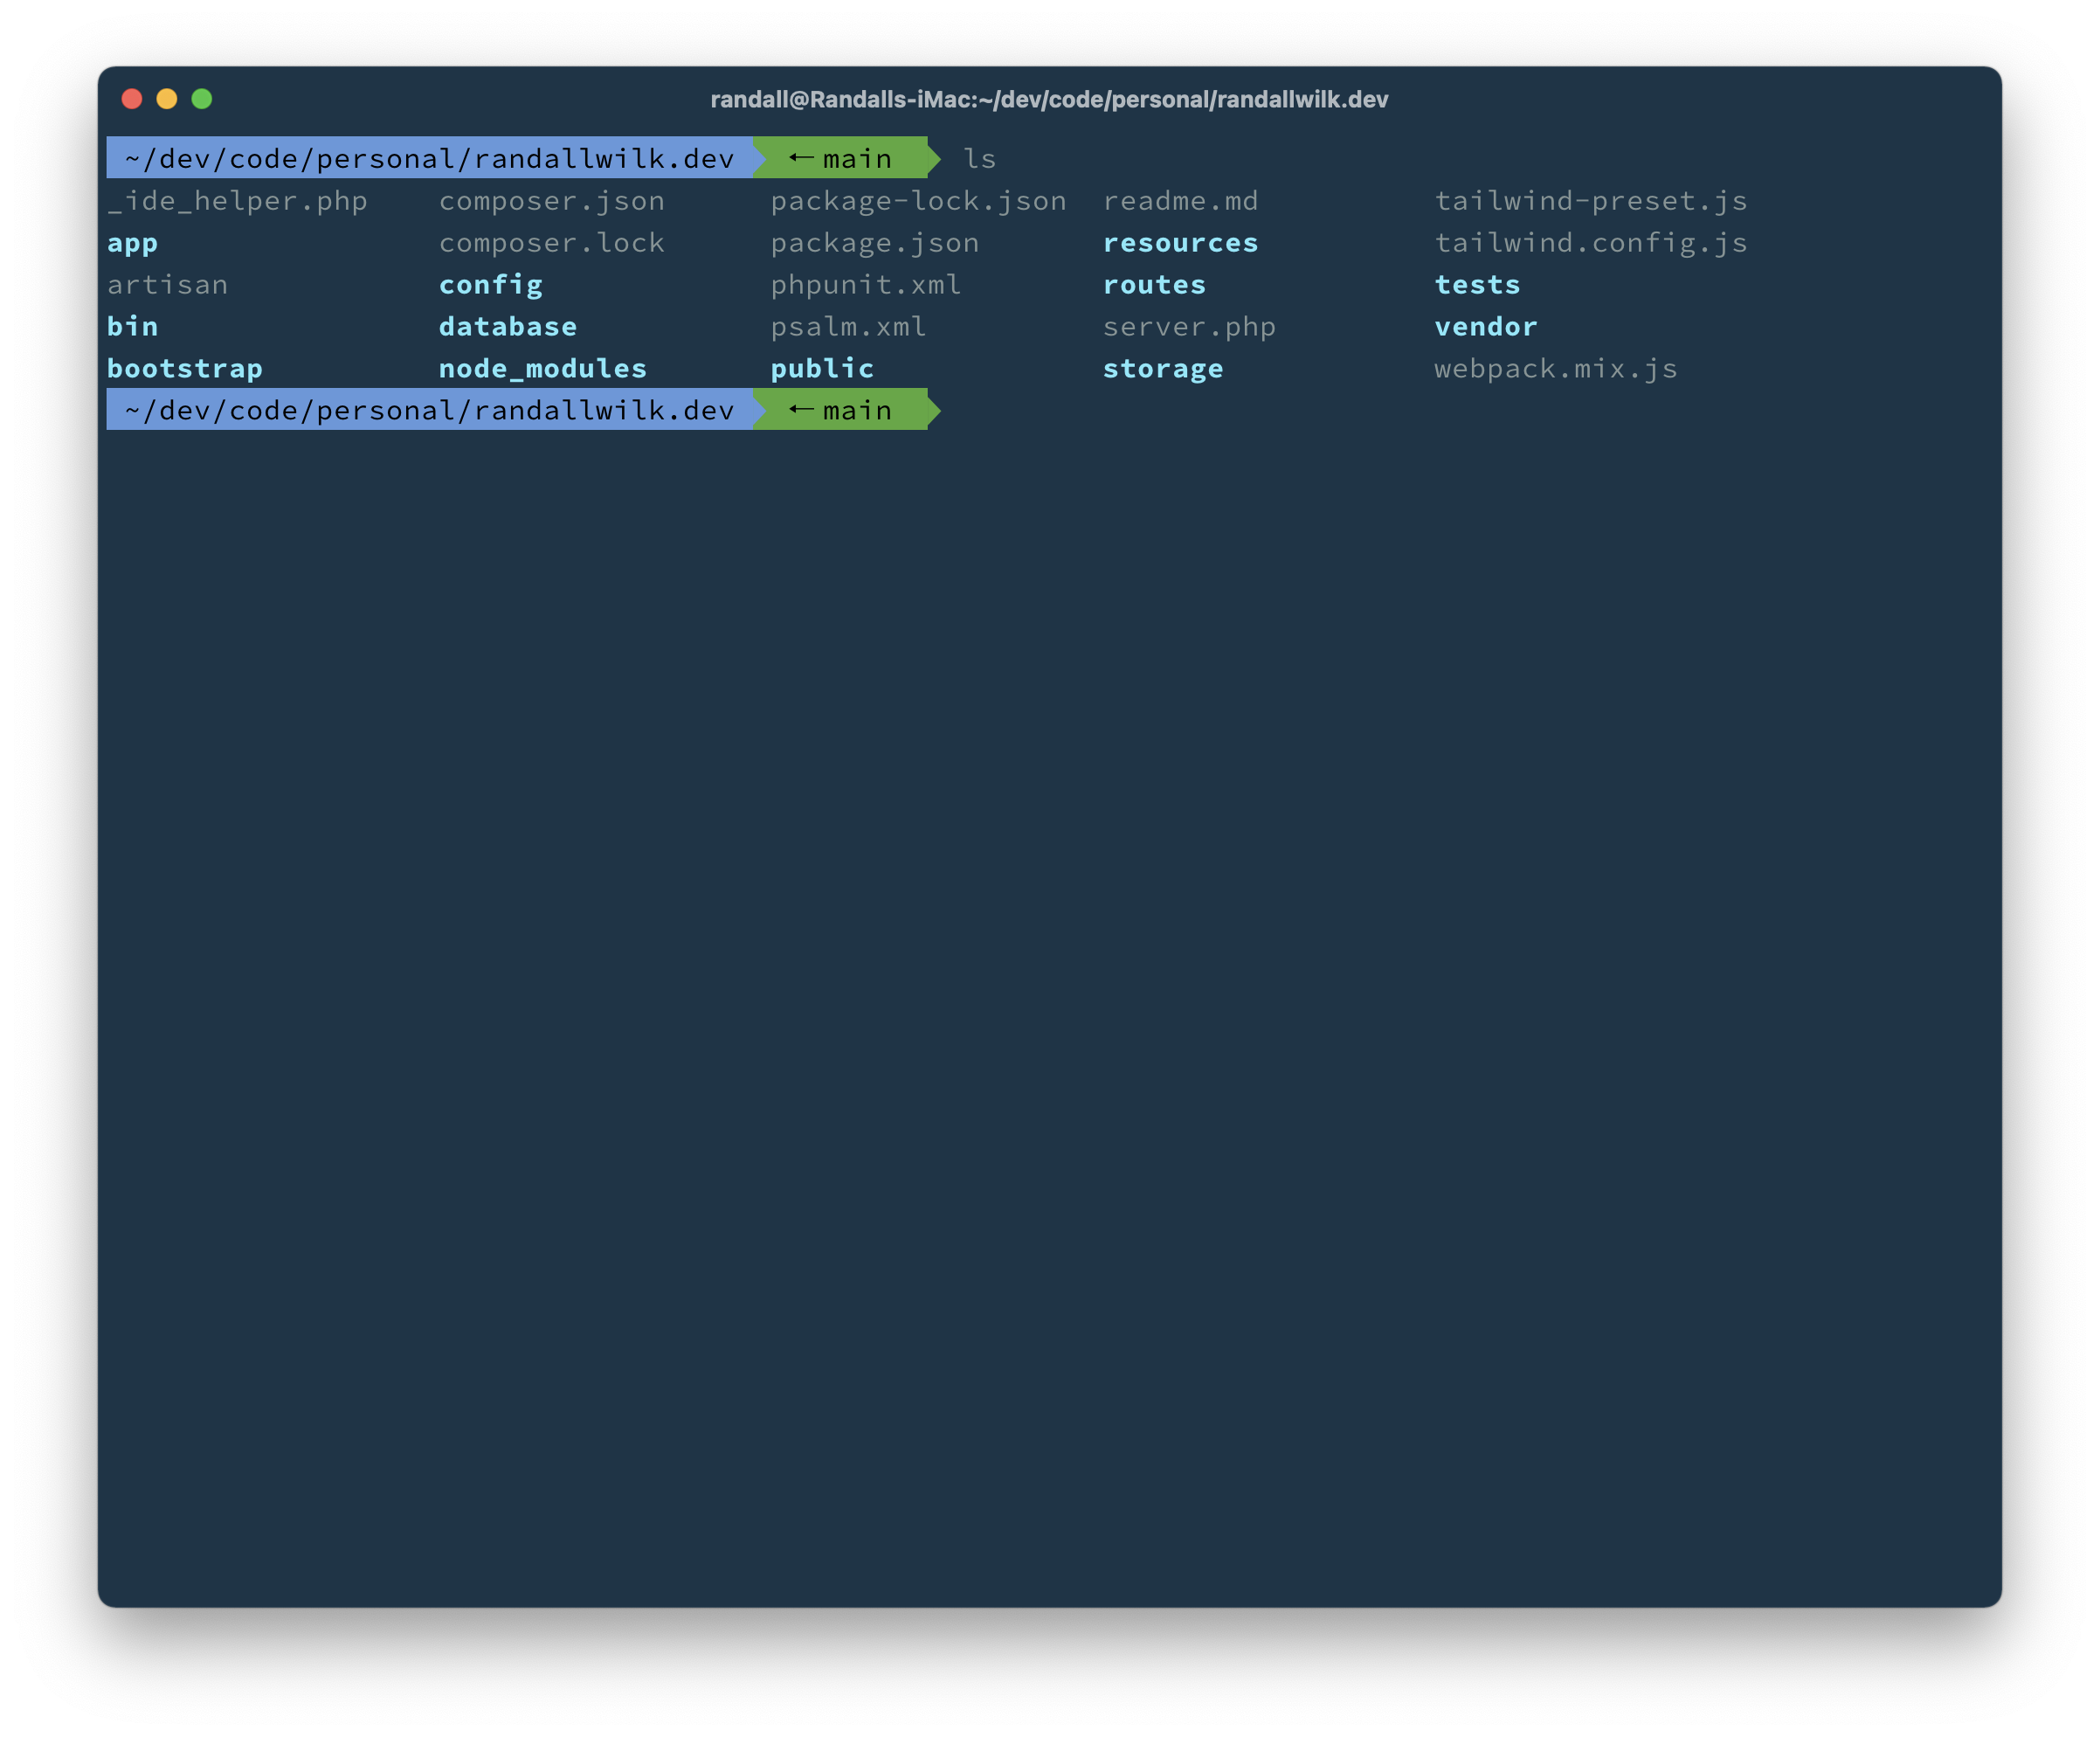 randall@Randalls-iMac:~/dev/code/personal/randallwilk.dev
~/dev/code/personal/randallwilk.dev ← main ls
_ide_helper.php composer.json package-lock.json readme.md tailwind-preset.js
app composer.lock package.json resources tailwind.config.js
artisan config phpunit.xml routes tests
bin database psalm.xml server.php vendor
bootstrap node_modules public storage webpack.mix.js
~/dev/code/personal/randallwilk.dev ← main